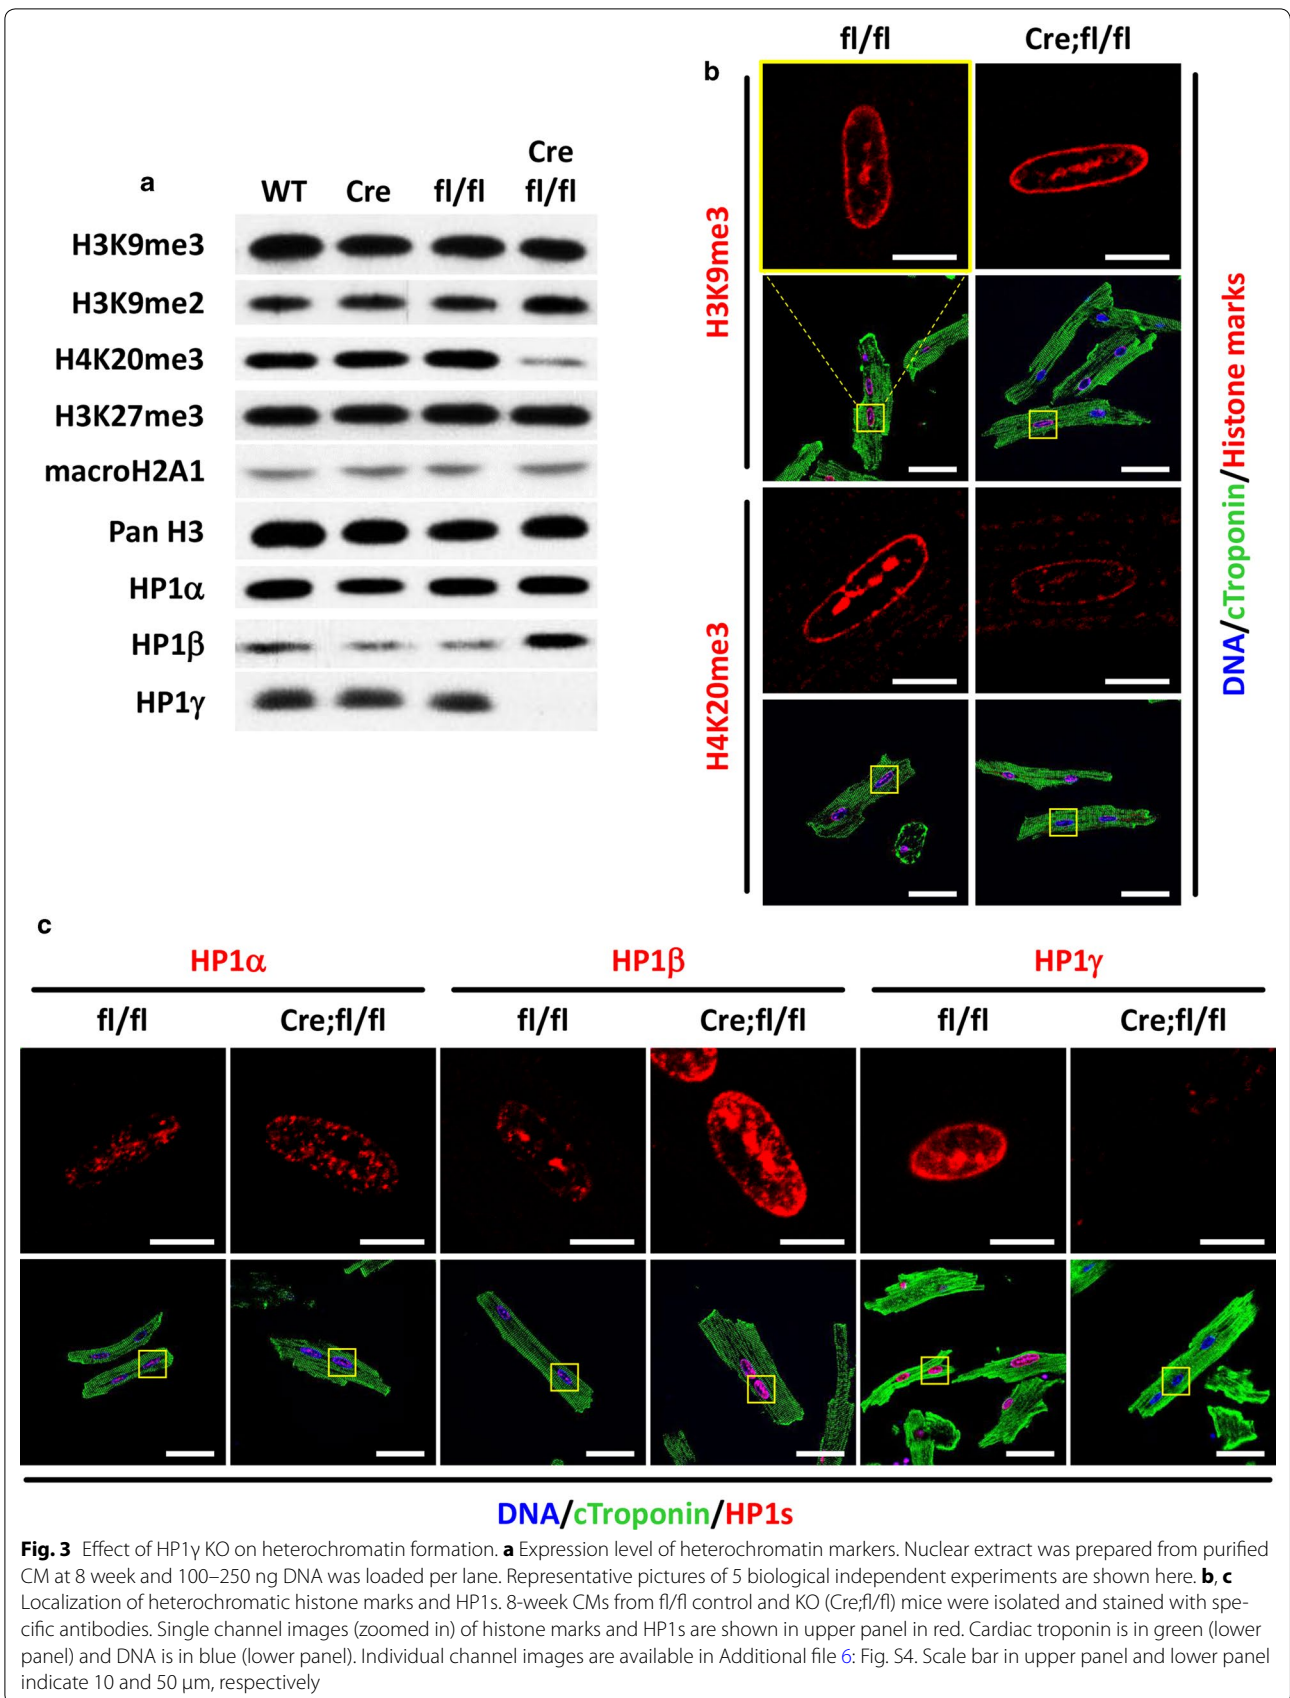 a
WT Cre fl/fl Cre fl/fl
H3K9me3
H3K9me2
H4K20me3
H3K27me3
macroH2A1
Pan H3
HP1α
HP1β
HP1γ
b
fl/fl Cre;fl/fl
H3K9me3
H4K20me3
DNA/cTroponin/Histone marks
c
HP1α HP1β HP1γ
fl/fl Cre;fl/fl fl/fl Cre;fl/fl fl/fl Cre;fl/fl
DNA/cTroponin/HP1s
Fig. 3 Effect of HP1γ KO on heterochromatin formation. a Expression level of heterochromatin markers. Nuclear extract was prepared from purified
CM at 8 week and 100–250 ng DNA was loaded per lane. Representative pictures of 5 biological independent experiments are shown here. b, c
Localization of heterochromatic histone marks and HP1s. 8-week CMs from fl/fl control and KO (Cre;fl/fl) mice were isolated and stained with spe-
cific antibodies. Single channel images (zoomed in) of histone marks and HP1s are shown in upper panel in red. Cardiac troponin is in green (lower
panel) and DNA is in blue (lower panel). Individual channel images are available in Additional file 6: Fig. S4. Scale bar in upper panel and lower panel
indicate 10 and 50 μm, respectively